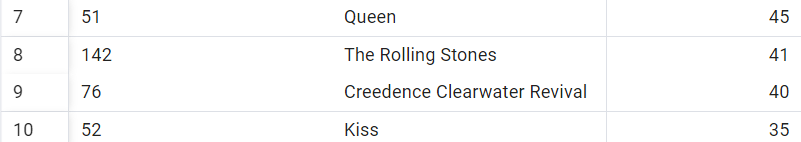 7 51 Queen 45
8 142 The Rolling Stones 41
9 76 Creedence Clearwater Revival 40
10 52 Kiss 35